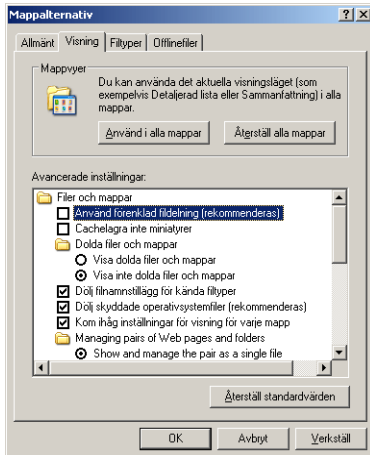 Mappalternativ
Allmänt Visning Filtyper Offlinefiler
Mappvyer
Du kan använda det aktuella visningsläget (som
exempelvis Detaljerad lista eller Sammanfattning) i alla
mappar.
Använd i alla mappar Återställ alla mappar
Avancerade inställningar:
Filer och mappar
Använd förenklad fildelning (rekommenderas)
Cachelagra inte miniatyrer
Dolda filer och mappar
Visa dolda filer och mappar
Visa inte dolda filer och mappar
Dölj filnamnstillägg för kända filtyper
Dölj skyddade operativsystemfiler (rekommenderas)
Kom ihåg inställningar för visning för varje mapp
Managing pairs of Web pages and folders
Show and manage the pair as a single file
Återställ standardvärden
OK Avbryt Verkställ